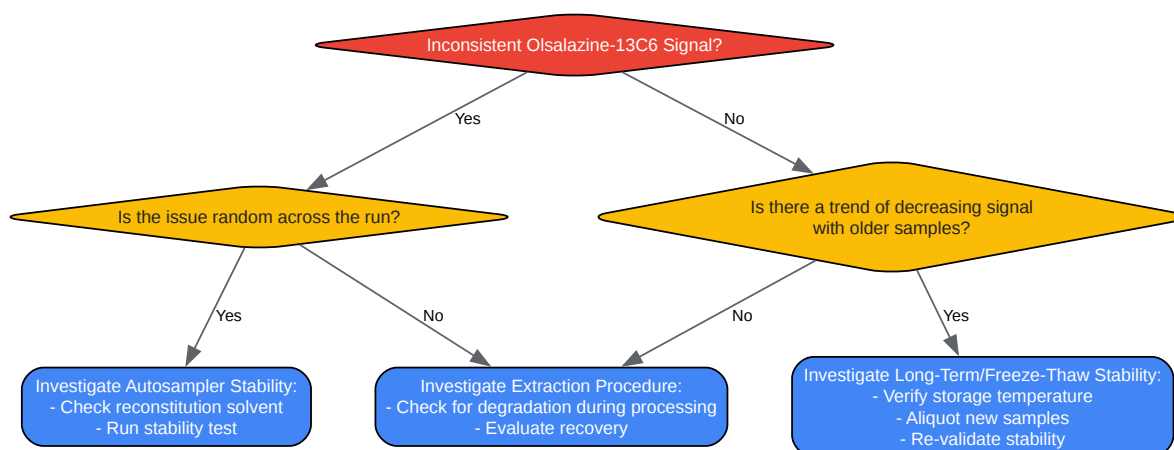 Inconsistent Olsalazine-13C6 Signal?
Yes
No
Is the issue random across the run?
Is there a trend of decreasing signal
with older samples?
Yes
No
No
Yes
Investigate Autosampler Stability:
- Check reconstitution solvent
- Run stability test
Investigate Extraction Procedure:
- Check for degradation during processing
- Evaluate recovery
Investigate Long-Term/Freeze-Thaw Stability:
- Verify storage temperature
- Aliquot new samples
- Re-validate stability